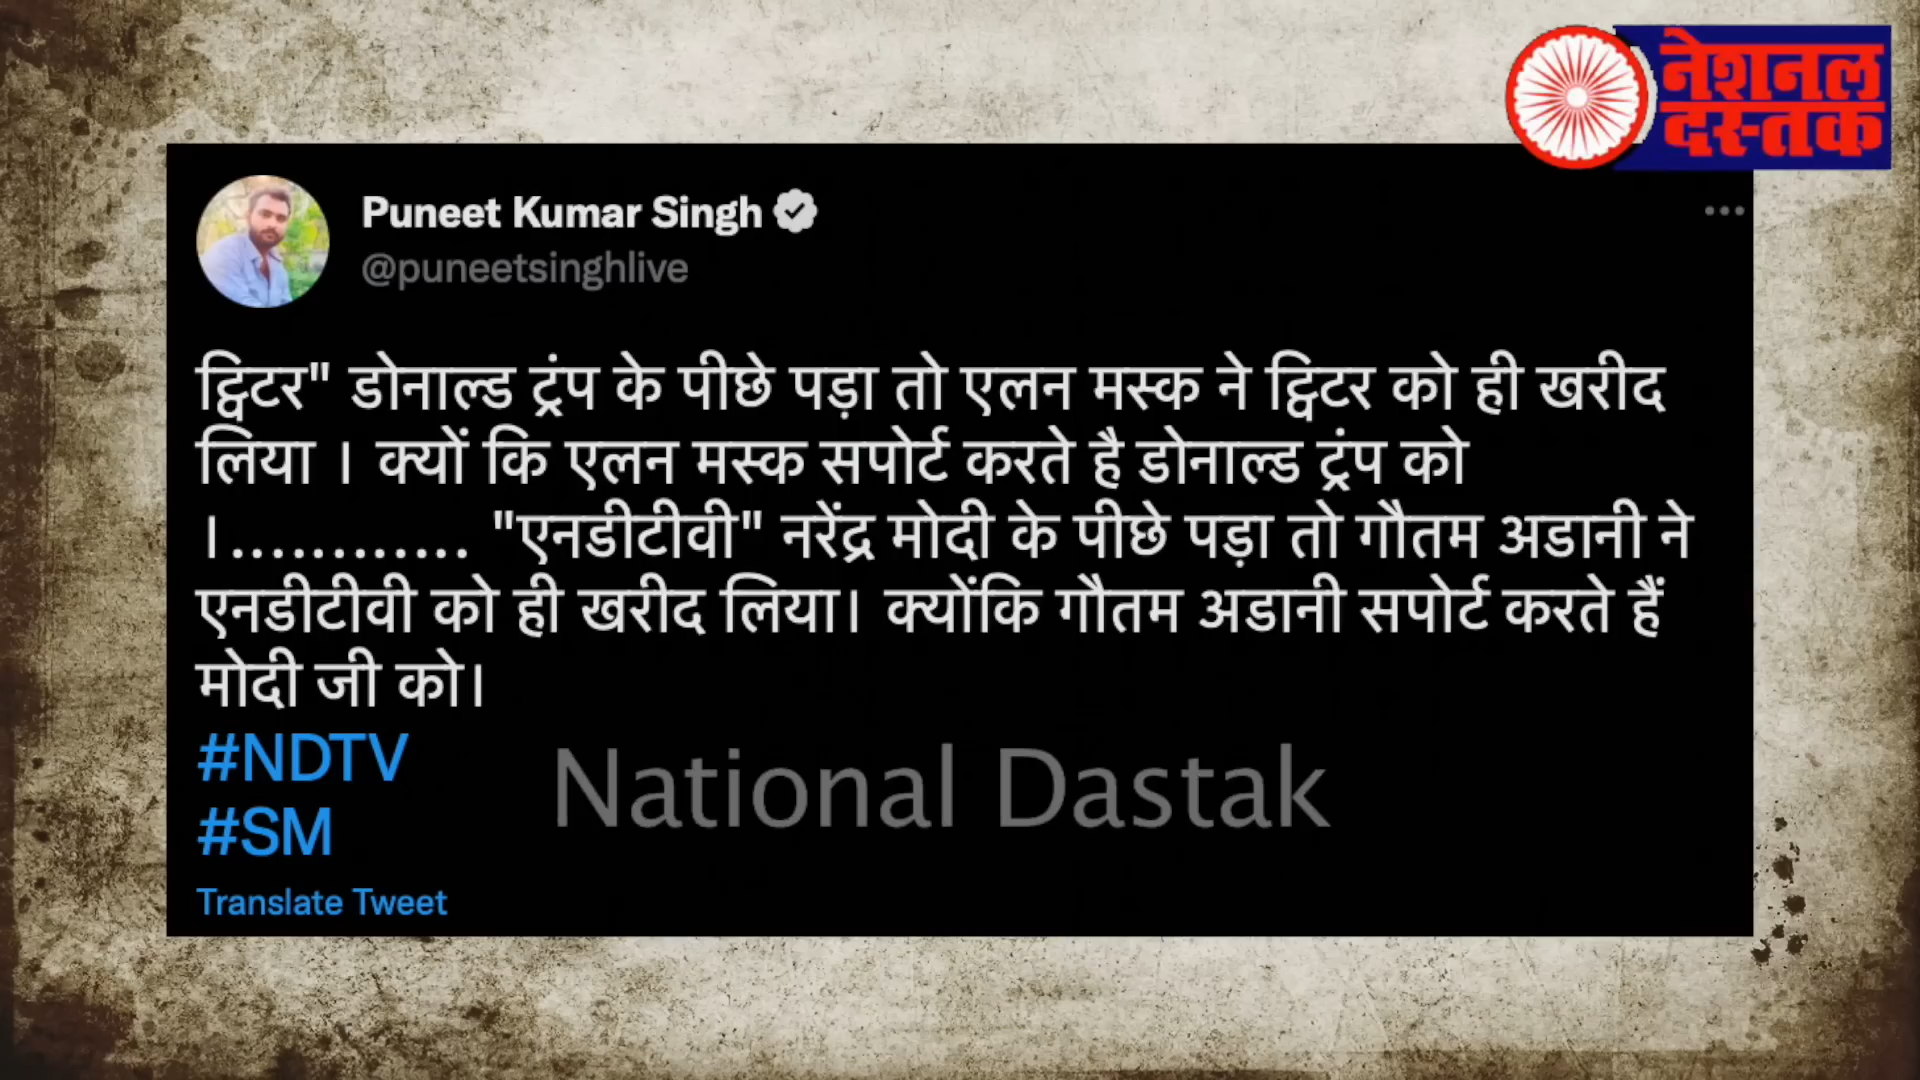 नेशनल
दस्तक
Puneet Kumar Singh
@puneetsinghlive
ट्विटर" डोनाल्ड ट्रंप के पीछे पड़ा तो एलन मस्क ने ट्विटर को ही खरीद
लिया । क्यों कि एलन मस्क सपोर्ट करते है डोनाल्ड ट्रंप को
।............ "एनडीटीवी" नरेंद्र मोदी के पीछे पड़ा तो गौतम अडानी ने
एनडीटीवी को ही खरीद लिया। क्योंकि गौतम अडानी सपोर्ट करते हैं
मोदी जी को।
#NDTV
#SM
National Dastak
Translate Tweet